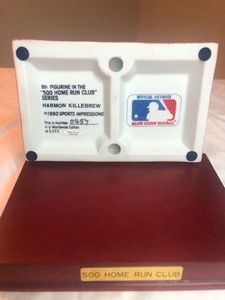 5th FIGURINE IN THE
"500 HOME RUN CLUB"
SERIES
HARMON KILLEBREW
©1990 SPORTS IMPRESSIONS
This is Number
in a Worldwide Edition
OFFICIAL LICENSEE
MAJOR LEAGUE BASEBALL
500 HOME RUN CLUB